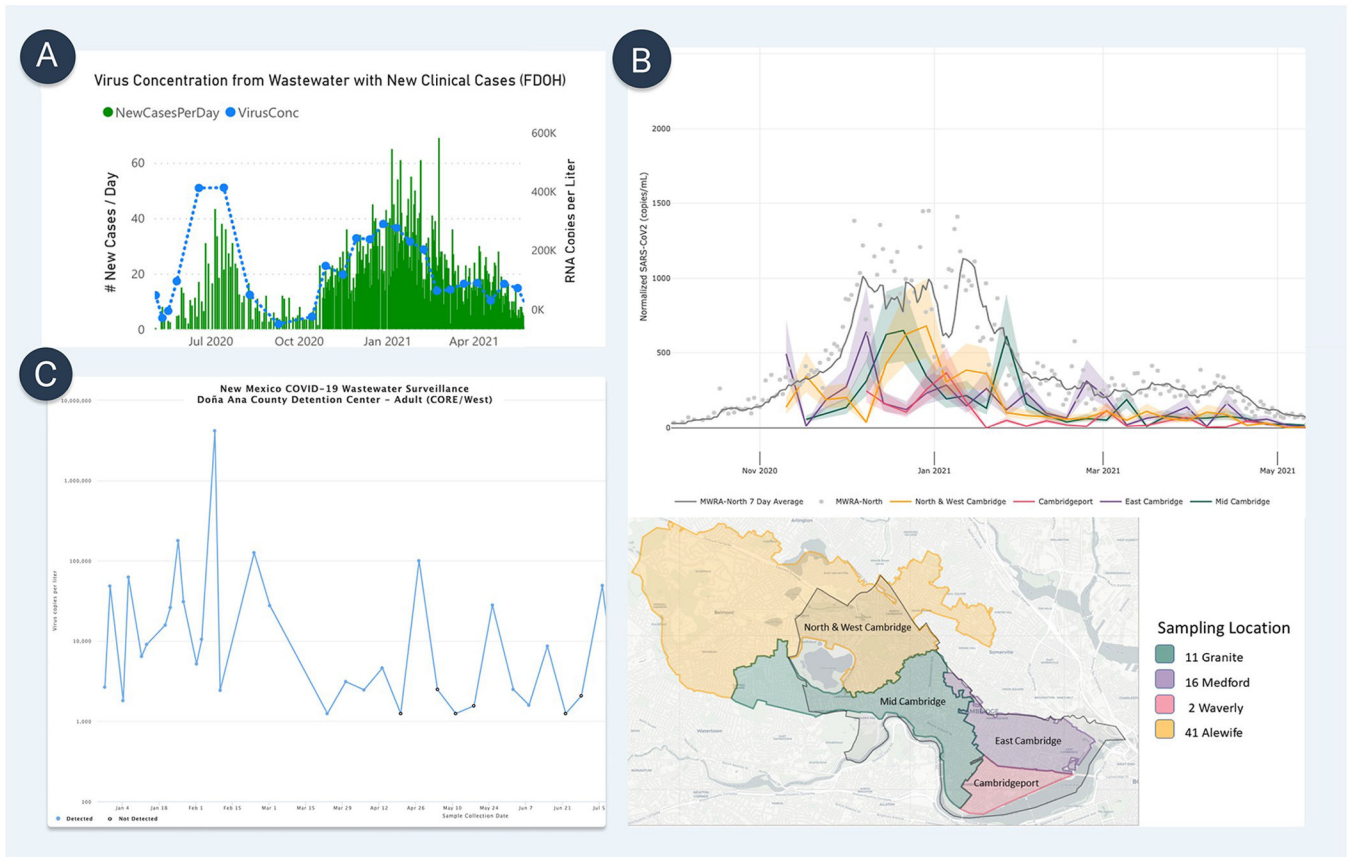 A
Virus Concentration from Wastewater with New Clinical Cases (FDOH)
NewCasesPerDay VirusConc
# New Cases / Day
60
40
20
0
600K
400K
200K
0K
RNA Copies per Liter
Jul 2020 Oct 2020 Jan 2021 Apr 2021
B
Normalized SARS-CoV2 (copies/mL)
2000
1500
1000
500
0
Nov 2020 Jan 2021 Mar 2021 May 2021
MWRA-North 7 Day Average MWRA-North North & West Cambridge Cambridgeport East Cambridge Mid Cambridge
North & West Cambridge
Mid Cambridge
East Cambridge
Cambridgeport
Arlington
Belmont
Somerville
Watertown
Sampling Location
11 Granite
16 Medford
2 Waverly
41 Alewife
C
New Mexico COVID-19 Wastewater Surveillance
Doña Ana County Detention Center - Adult (CORE/West)
Virus copies per liter
10,000,000
1,000,000
100,000
10,000
1,000
100
Jan 4 Jan 18 Feb 1 Feb 15 Mar 1 Mar 15 Mar 29 Apr 12 Apr 26 May 10 May 24 Jun 7 Jun 21 Jul 5
Sample Collection Date
Detected Not Detected